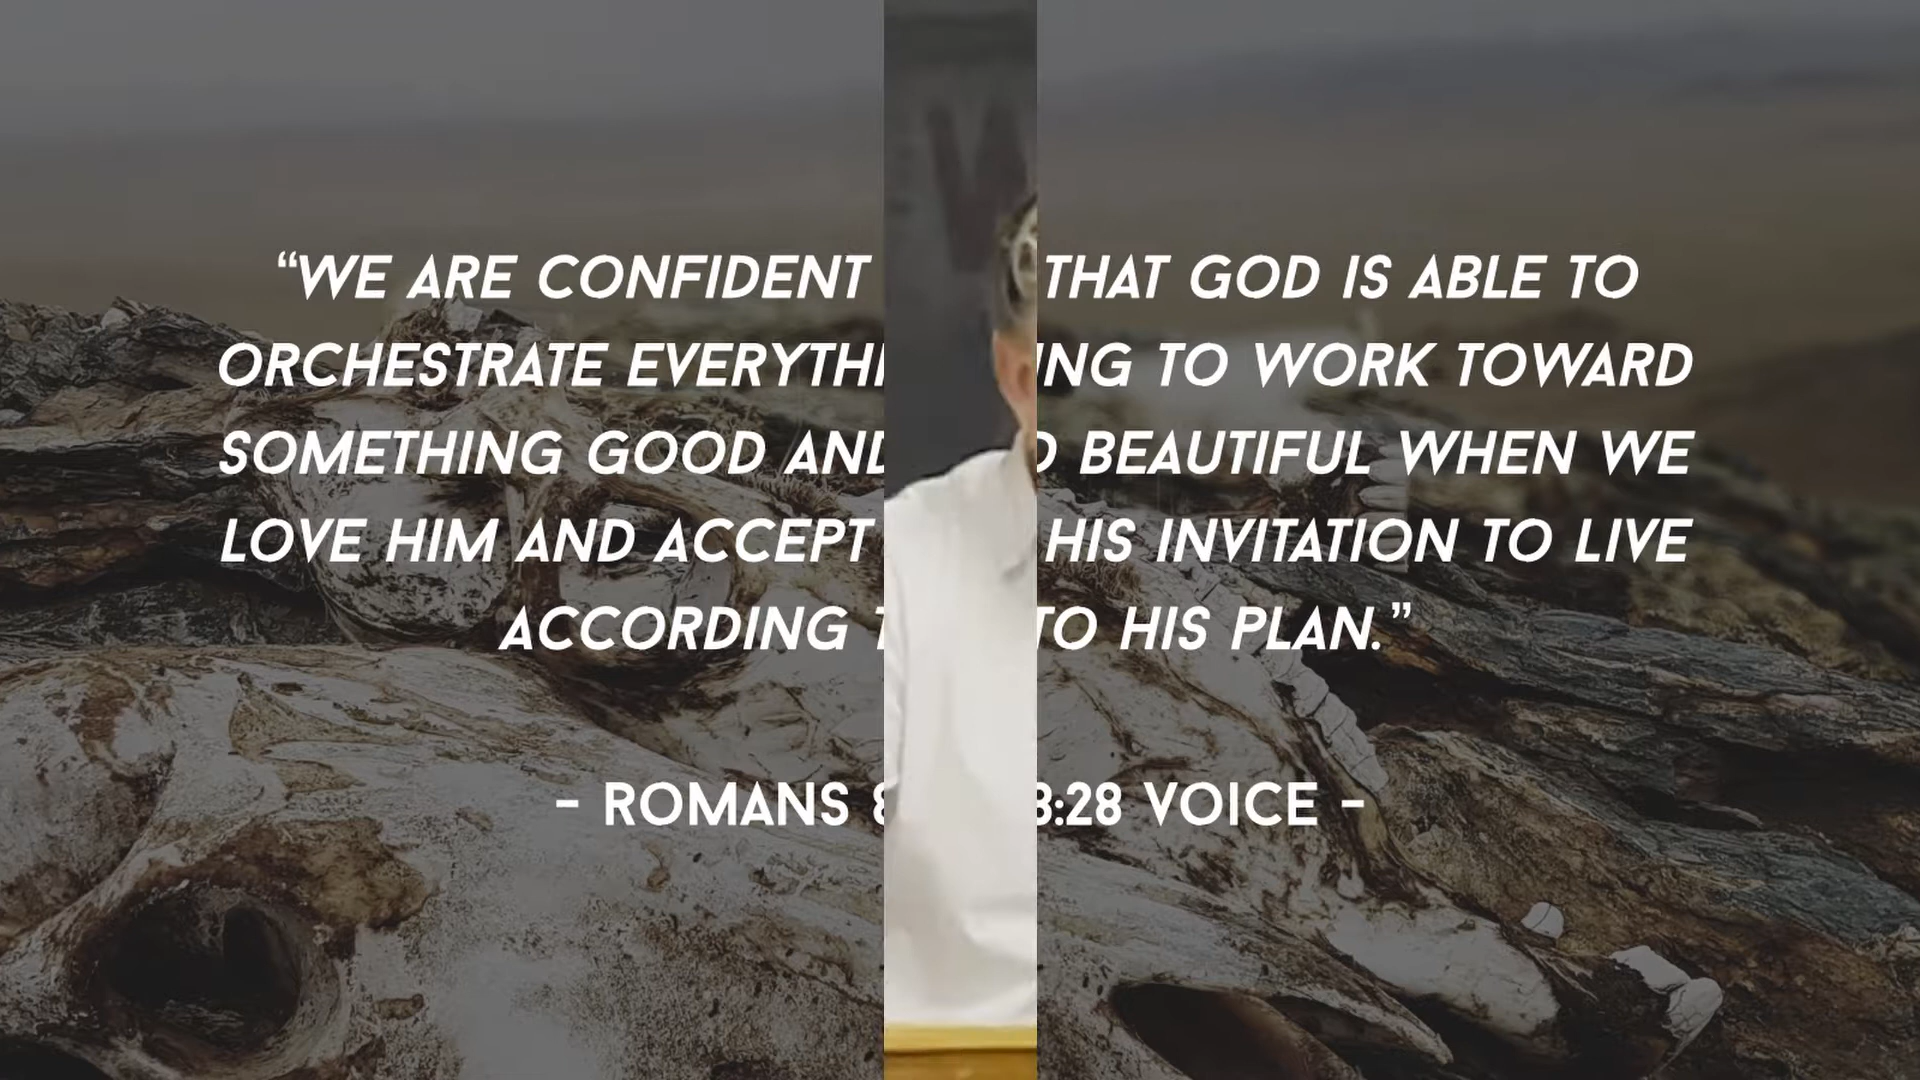 “WE ARE CONFIDENT THAT GOD IS ABLE TO
ORCHESTRATE EVERYTHING TO WORK TOWARD
SOMETHING GOOD AND BEAUTIFUL WHEN WE
LOVE HIM AND ACCEPT HIS INVITATION TO LIVE
ACCORDING TO HIS PLAN.”
- ROMANS 8:28 VOICE -